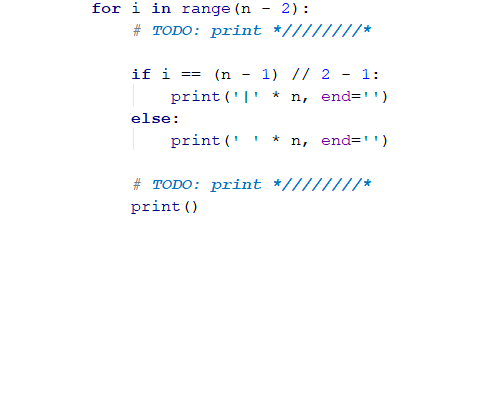 for i in range(n - 2):
    # TODO: print *////////*

    if i == (n - 1) // 2 - 1:
        print('|' * n, end='')
    else:
        print(' ' * n, end='')

    # TODO: print *////////*
    print()